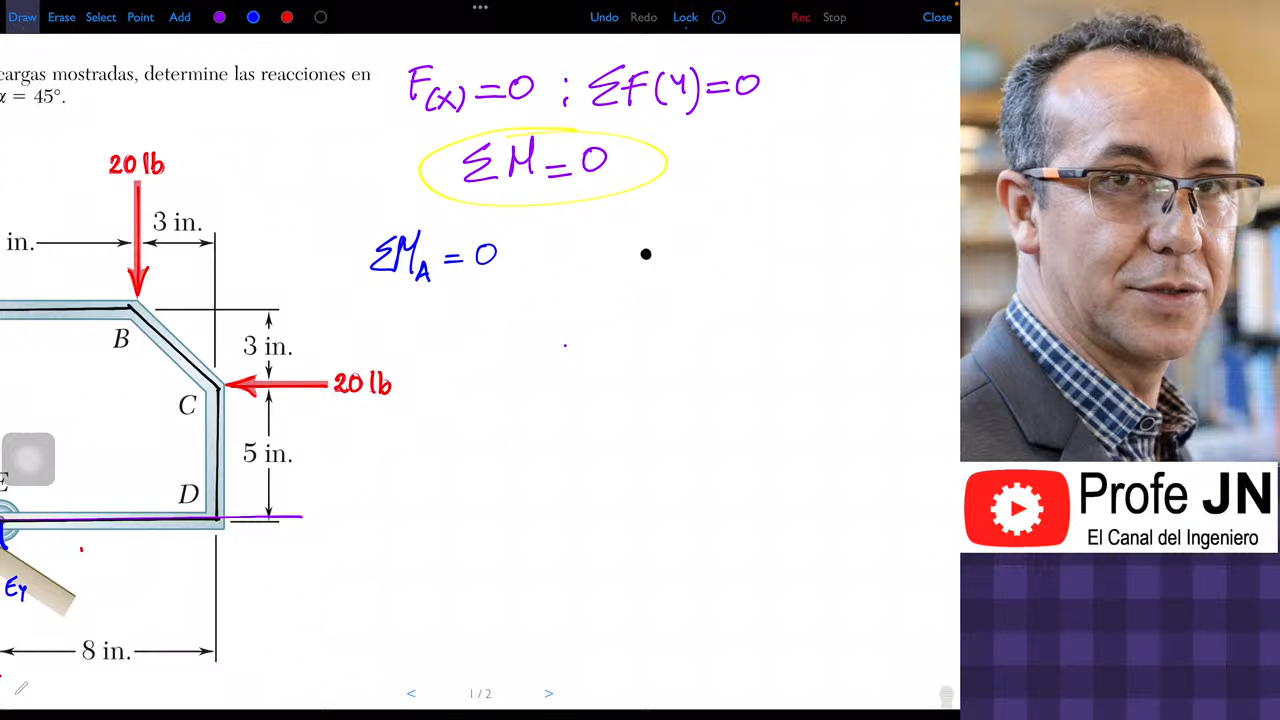 Draw Erase Select Point Add ••• Undo Redo Lock Rec Stop Close
cargas mostradas, determine las reacciones en
α = 45°.
F(x) = 0 ; ΣF(Y) = 0
ΣM = 0
20 lb
3 in.
in.
ΣM_A = 0
B
3 in.
20 lb
C
5 in.
E
D
Ey
8 in.
< 1/2 >
Profe JN
El Canal del Ingeniero